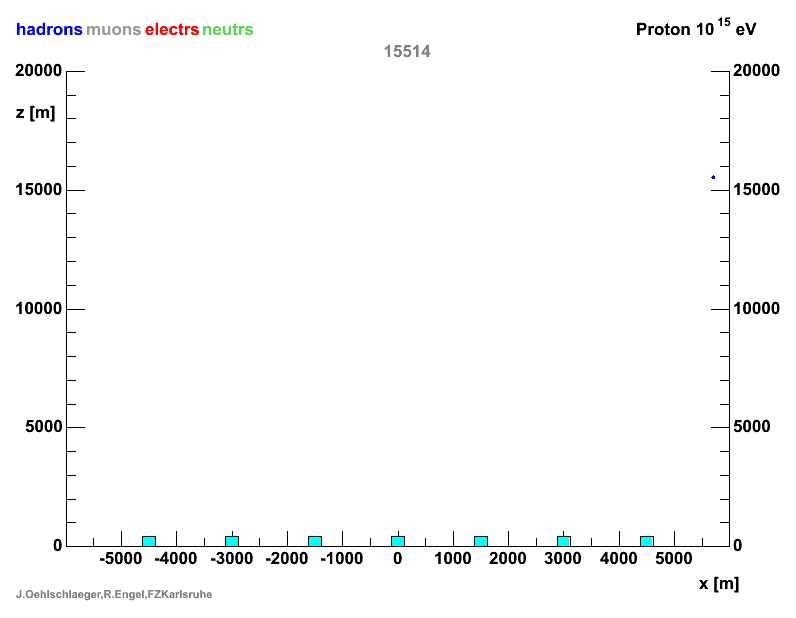 hadrons muons electrs neutrs Proton 10 15 eV
15514
20000 20000
z [m]
15000 15000
10000 10000
5000 5000
0 0
-5000 -4000 -3000 -2000 -1000 0 1000 2000 3000 4000 5000
x [m]
J.Oehlschlaeger,R.Engel,FZKarlsruhe